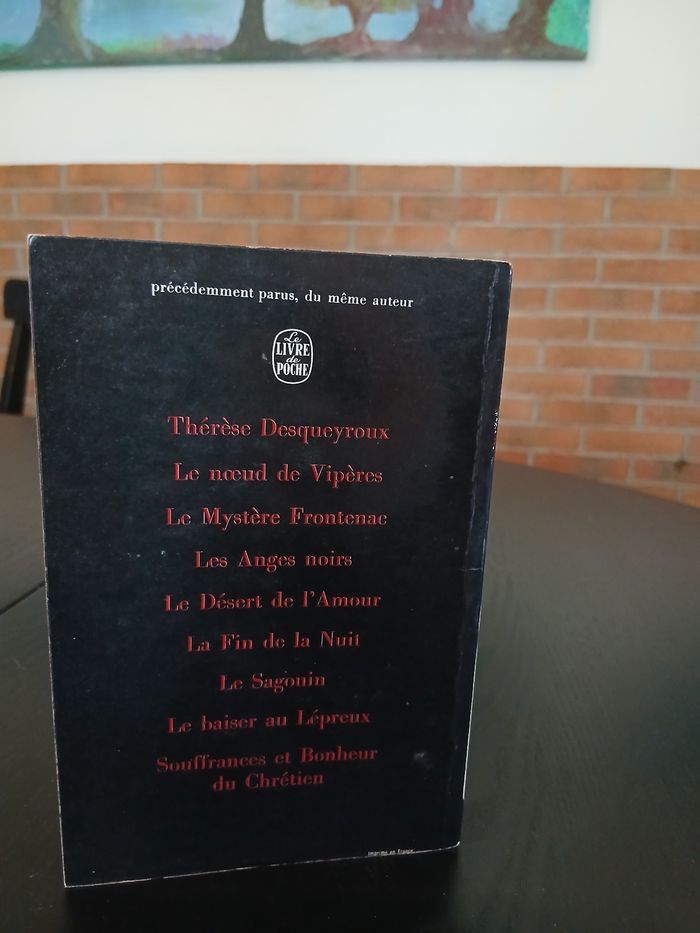 précédemment parus, du même auteur
Le
LIVRE
de
POCHE
Thérèse Desqueyroux
Le nœud de Vipères
Le Mystère Frontenac
Les Anges noirs
Le Désert de l'Amour
La Fin de la Nuit
Le Sagouin
Le baiser au Lépreux
Souffrances et Bonheur
du Chrétien
imprimé en france